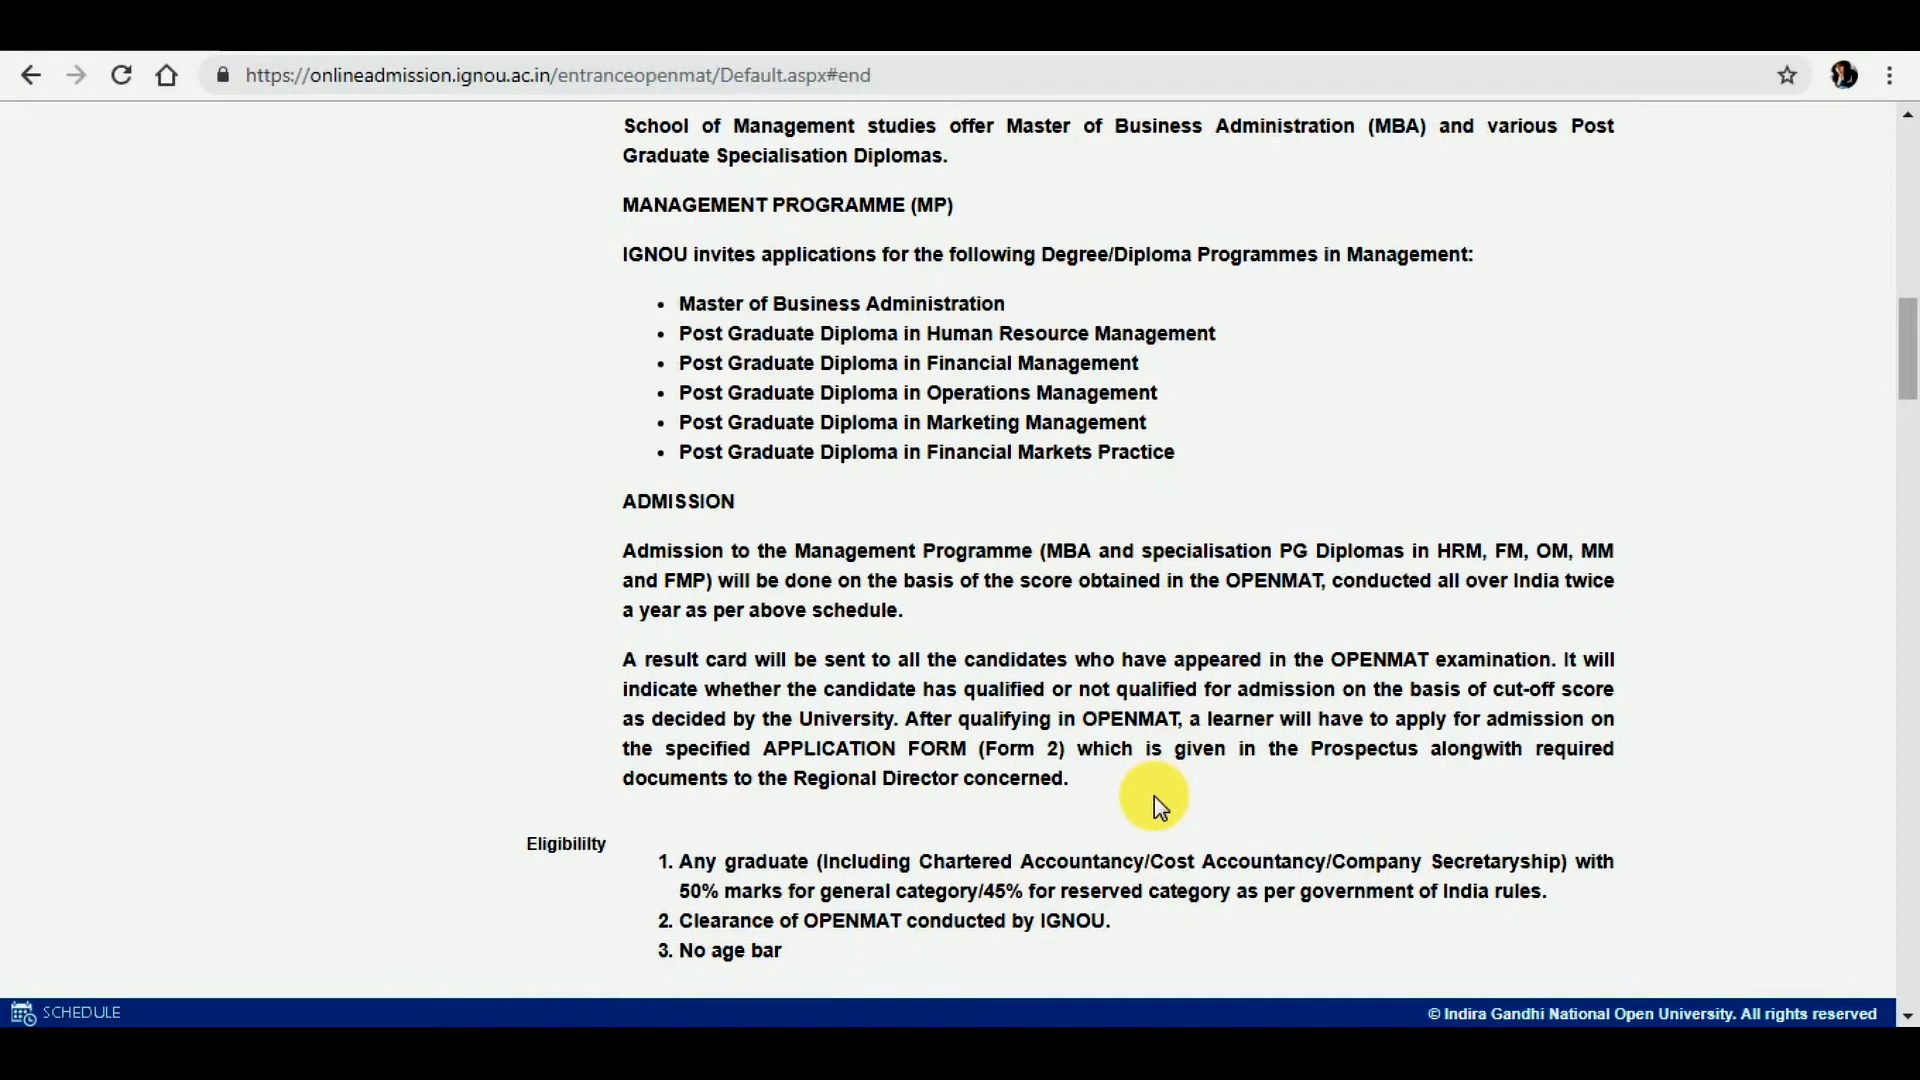 https://onlineadmission.ignou.ac.in/entranceopenmat/Default.aspx#end
School of Management studies offer Master of Business Administration (MBA) and various Post
Graduate Specialisation Diplomas.
MANAGEMENT PROGRAMME (MP)
IGNOU invites applications for the following Degree/Diploma Programmes in Management:
• Master of Business Administration
• Post Graduate Diploma in Human Resource Management
• Post Graduate Diploma in Financial Management
• Post Graduate Diploma in Operations Management
• Post Graduate Diploma in Marketing Management
• Post Graduate Diploma in Financial Markets Practice
ADMISSION
Admission to the Management Programme (MBA and specialisation PG Diplomas in HRM, FM, OM, MM
and FMP) will be done on the basis of the score obtained in the OPENMAT, conducted all over India twice
a year as per above schedule.
A result card will be sent to all the candidates who have appeared in the OPENMAT examination. It will
indicate whether the candidate has qualified or not qualified for admission on the basis of cut-off score
as decided by the University. After qualifying in OPENMAT, a learner will have to apply for admission on
the specified APPLICATION FORM (Form 2) which is given in the Prospectus alongwith required
documents to the Regional Director concerned.
Eligibililty
1. Any graduate (Including Chartered Accountancy/Cost Accountancy/Company Secretaryship) with
50% marks for general category/45% for reserved category as per government of India rules.
2. Clearance of OPENMAT conducted by IGNOU.
3. No age bar
SCHEDULE
© Indira Gandhi National Open University. All rights reserved